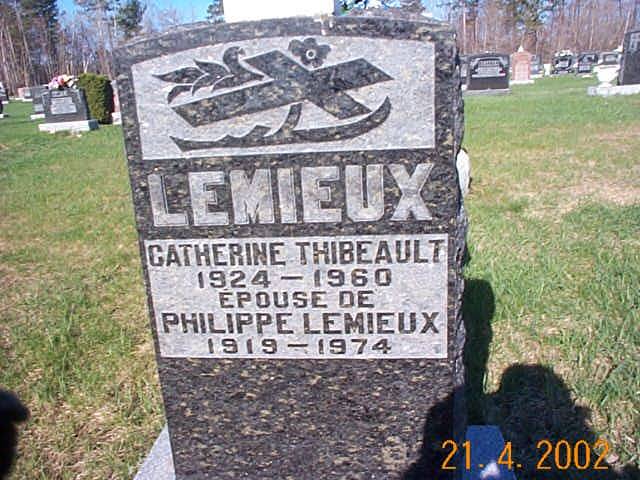 LEMIEUX
CATHERINE THIBEAULT
1924 – 1960
ÉPOUSE DE
PHILIPPE LEMIEUX
1919 – 1974
21. 4. 2002